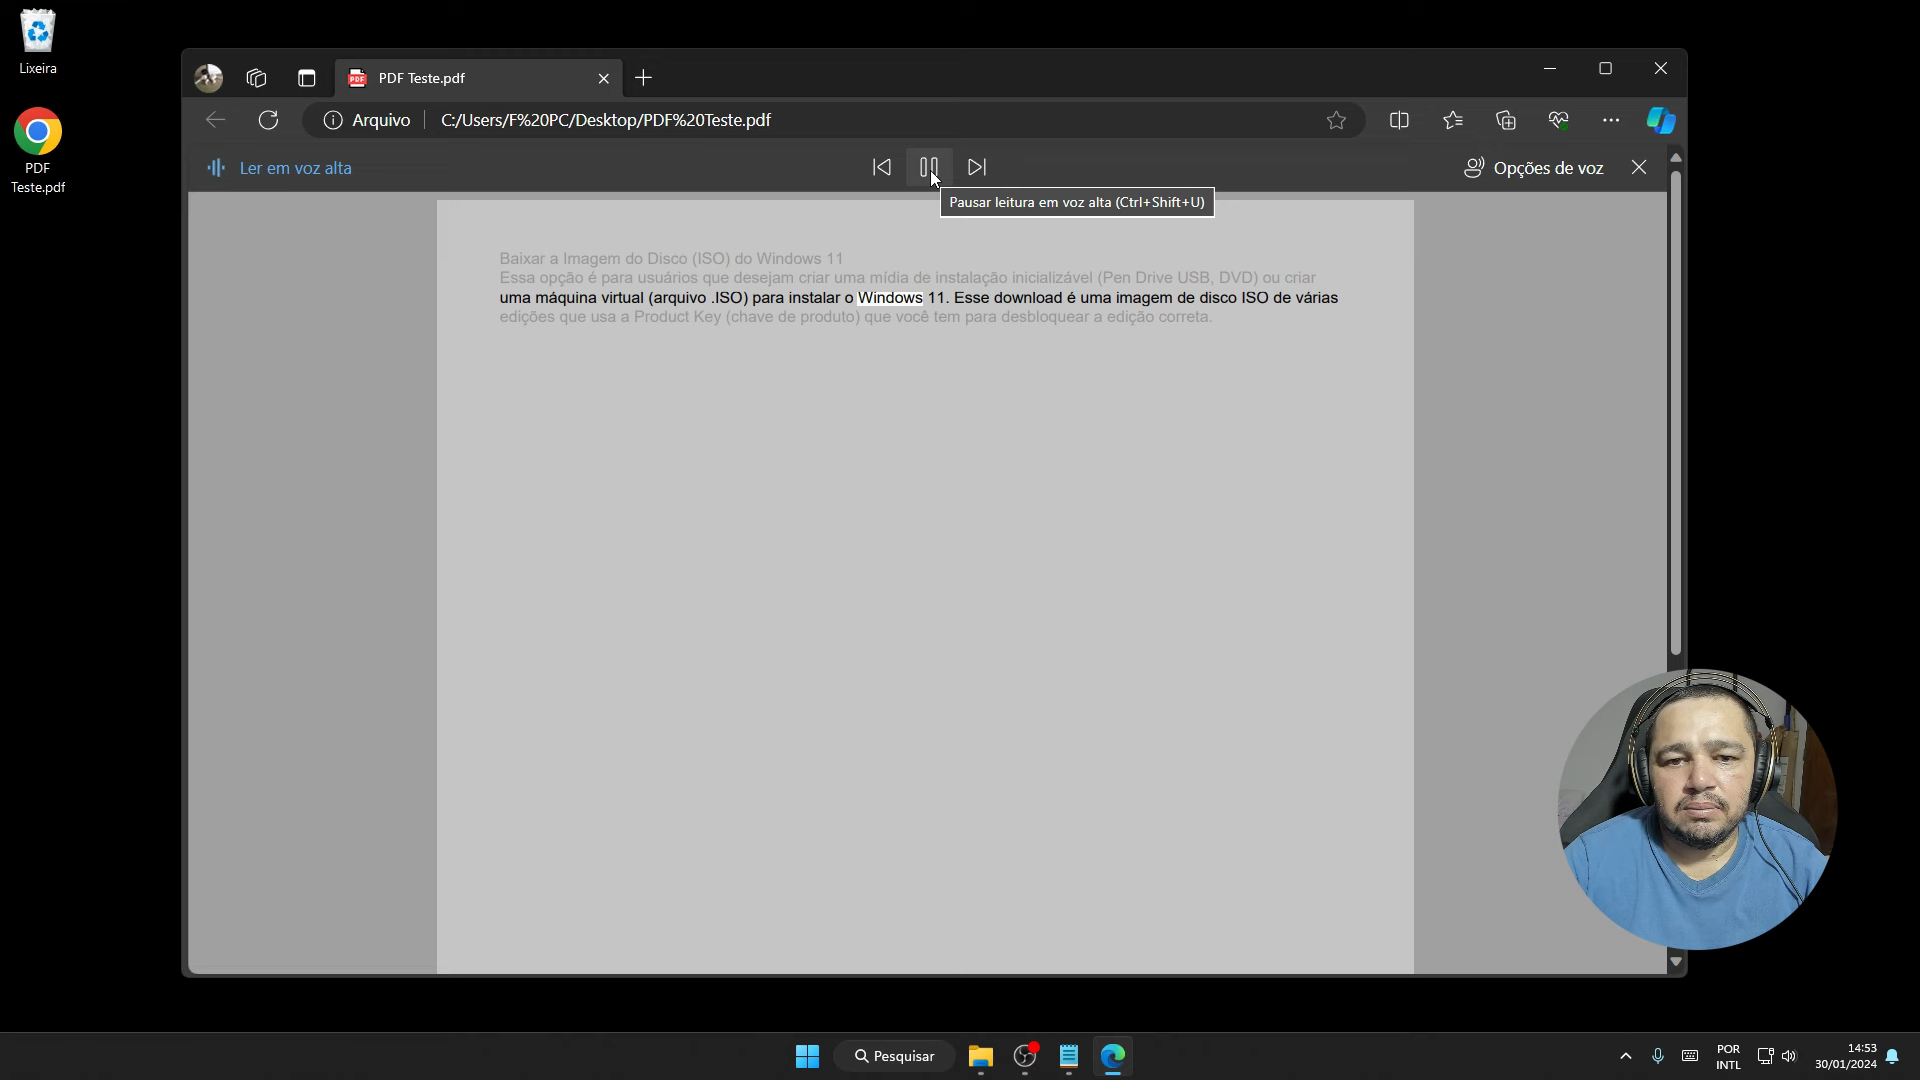 Lixeira
PDF
Teste.pdf
PDF Teste.pdf
Arquivo
C:/Users/F%20PC/Desktop/PDF%20Teste.pdf
Ler em voz alta
Opções de voz
Pausar leitura em voz alta (Ctrl+Shift+U)
Baixar a Imagem do Disco (ISO) do Windows 11
Essa opção é para usuários que desejam criar uma mídia de instalação inicializável (Pen Drive USB, DVD) ou criar
uma máquina virtual (arquivo .ISO) para instalar o Windows 11. Esse download é uma imagem de disco ISO de várias
edições que usa a Product Key (chave de produto) que você tem para desbloquear a edição correta.
Pesquisar
POR
INTL
14:53
30/01/2024